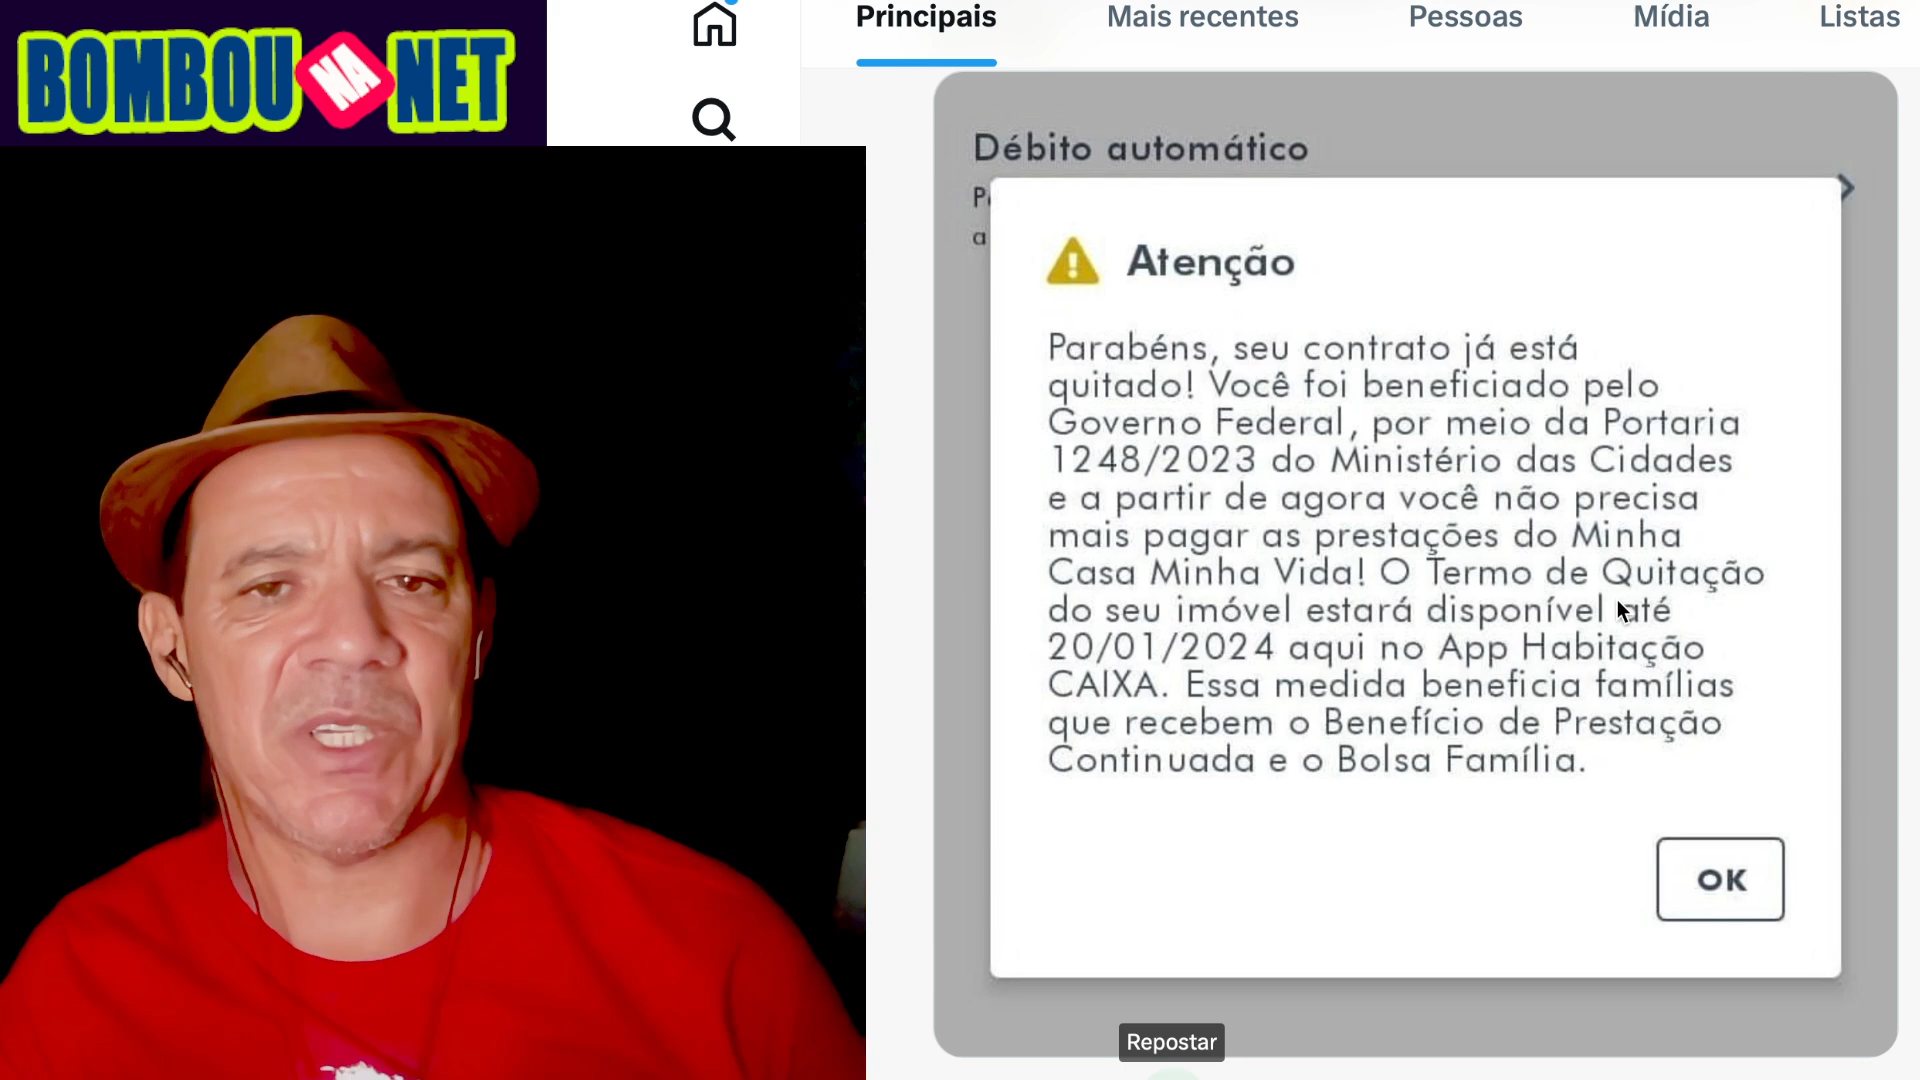 BOMBOU NA NET
Principais
Mais recentes
Pessoas
Mídia
Listas
Débito automático
a
Atenção
Parabéns, seu contrato já está
quitado! Você foi beneficiado pelo
Governo Federal, por meio da Portaria
1248/2023 do Ministério das Cidades
e a partir de agora você não precisa
mais pagar as prestações do Minha
Casa Minha Vida! O Termo de Quitação
do seu imóvel estará disponível até
20/01/2024 aqui no App Habitação
CAIXA. Essa medida beneficia famílias
que recebem o Benefício de Prestação
Continuada e o Bolsa Família.
OK
Repostar